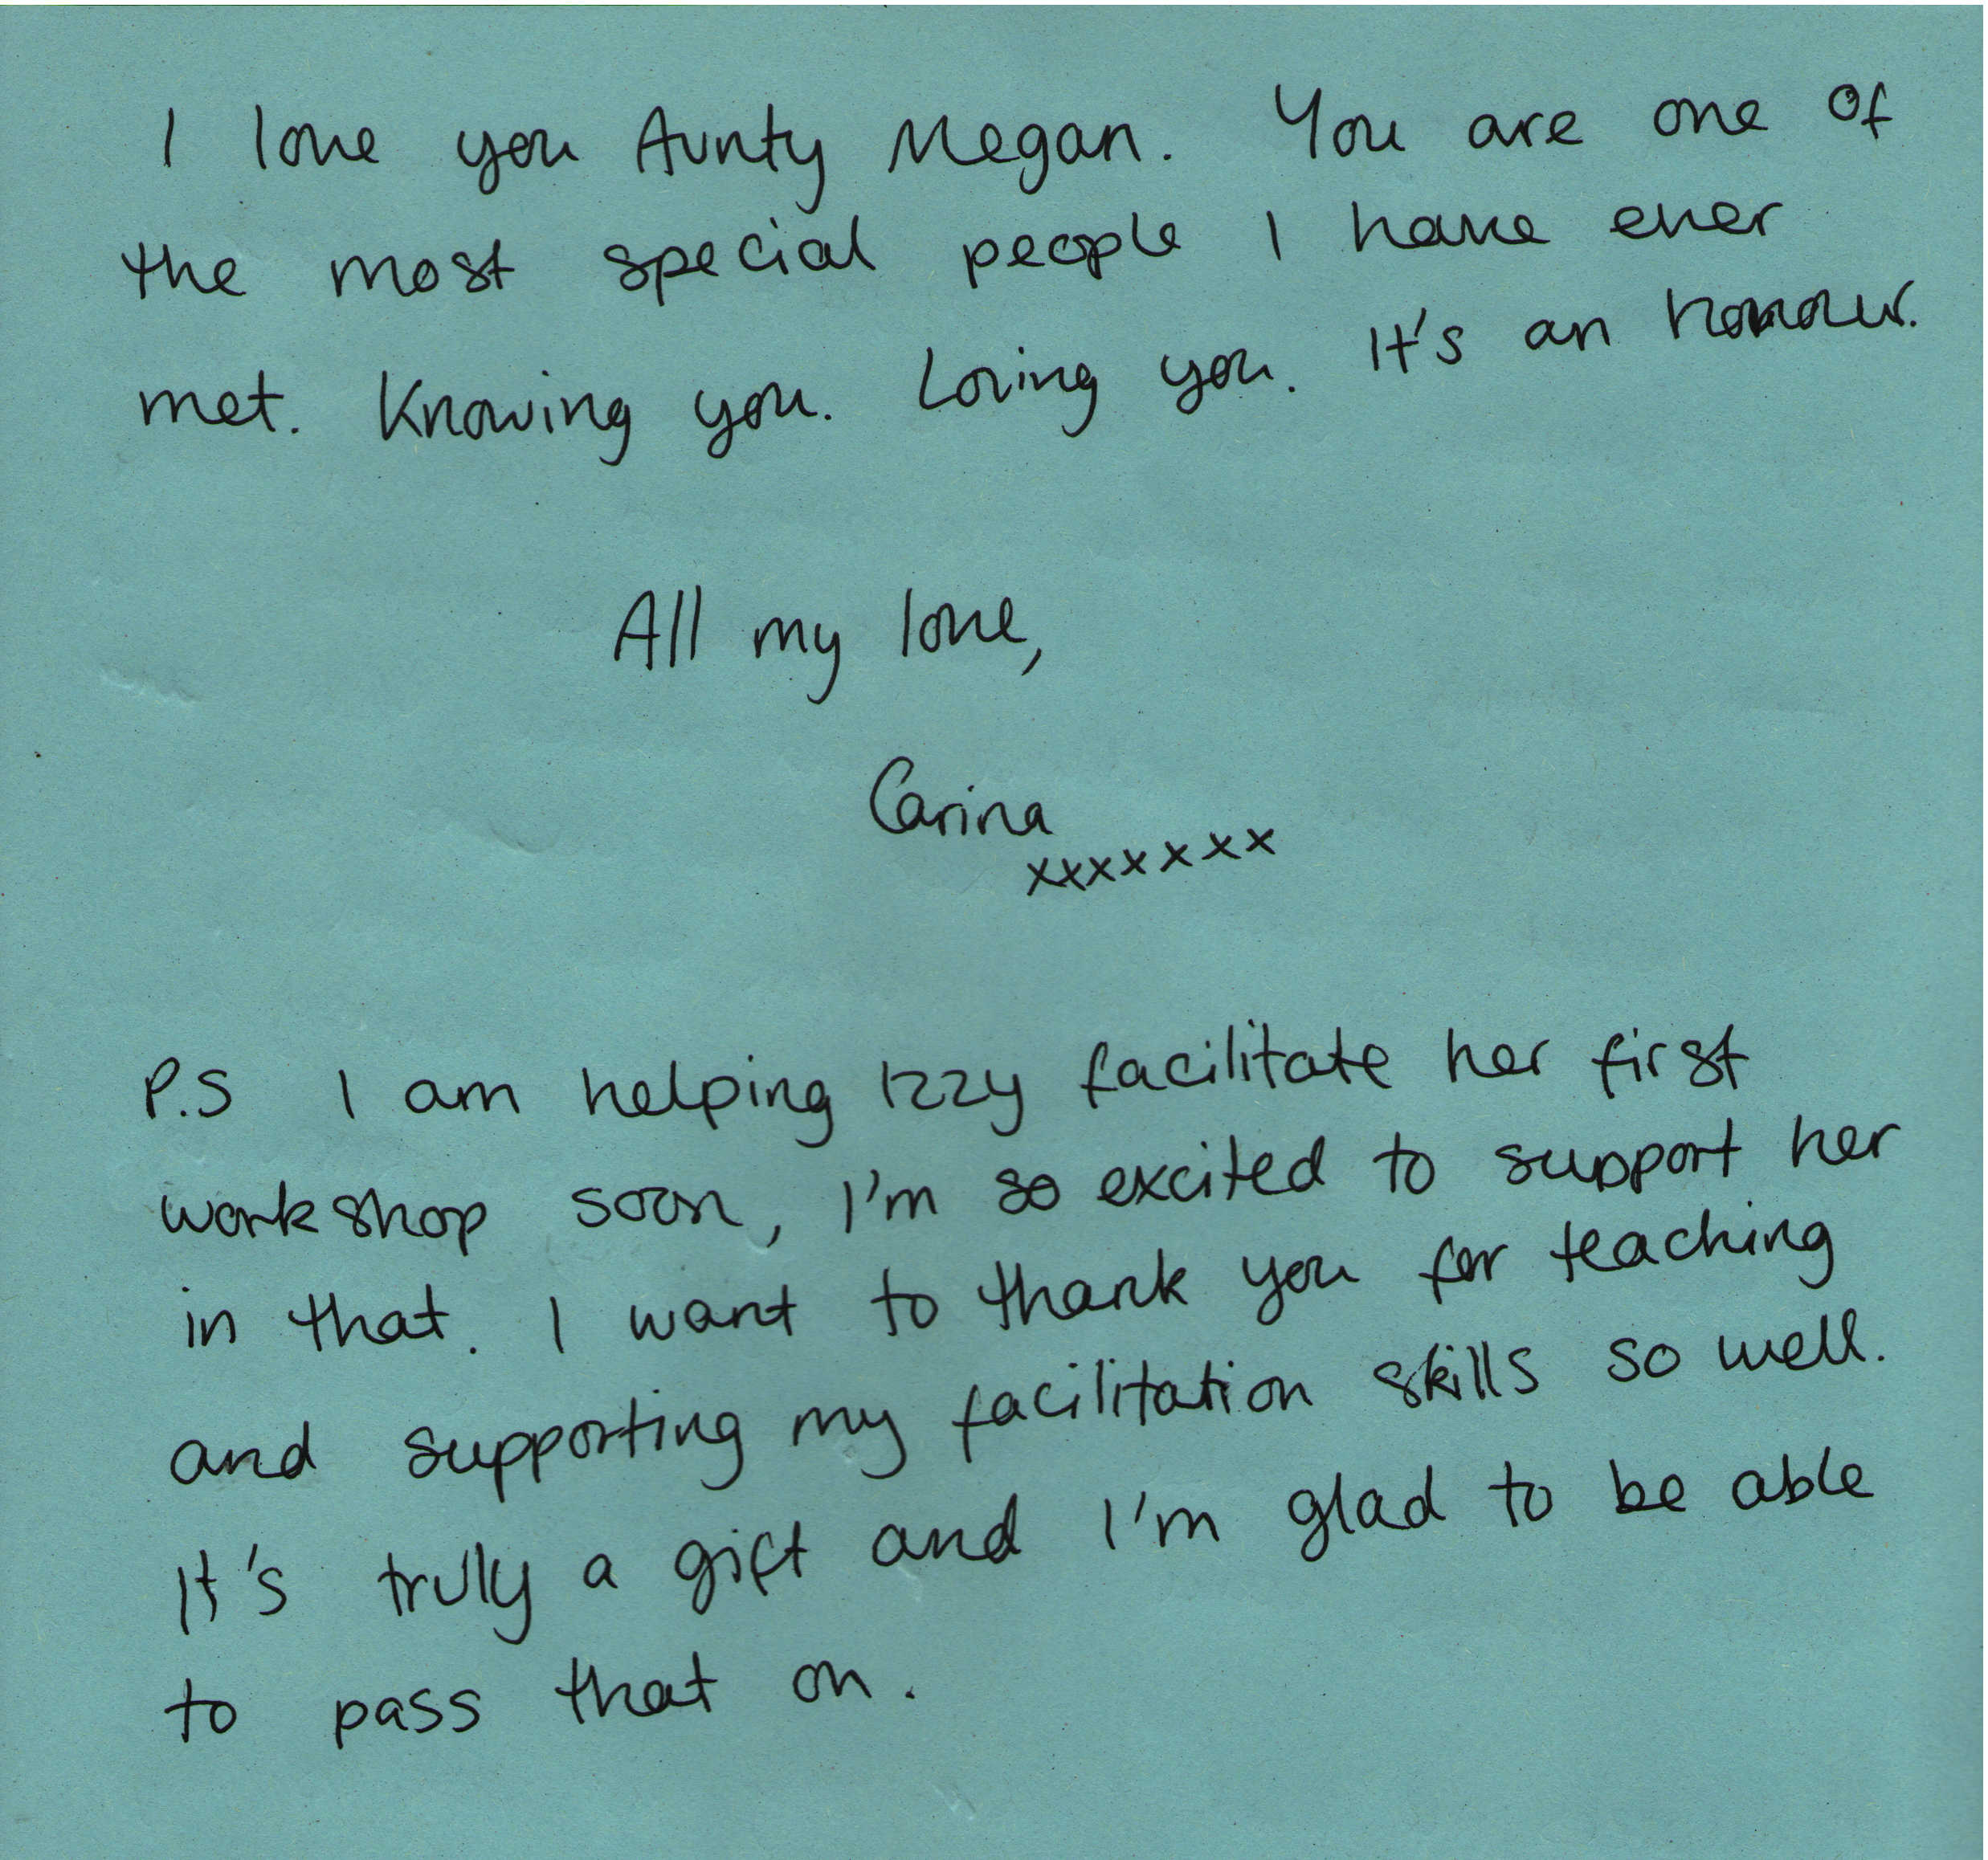 I love you Aunty Megan. You are one of
the most special people I have ever
met. Knowing you. Loving you. It's an honour.
All my love,
Carina
xxxxxxxx
P.S I am helping Izzy facilitate her first
workshop soon, I'm so excited to support her
in that. I want to thank you for teaching
and supporting my facilitation skills so well.
It's truly a gift and I'm glad to be able
to pass that on.